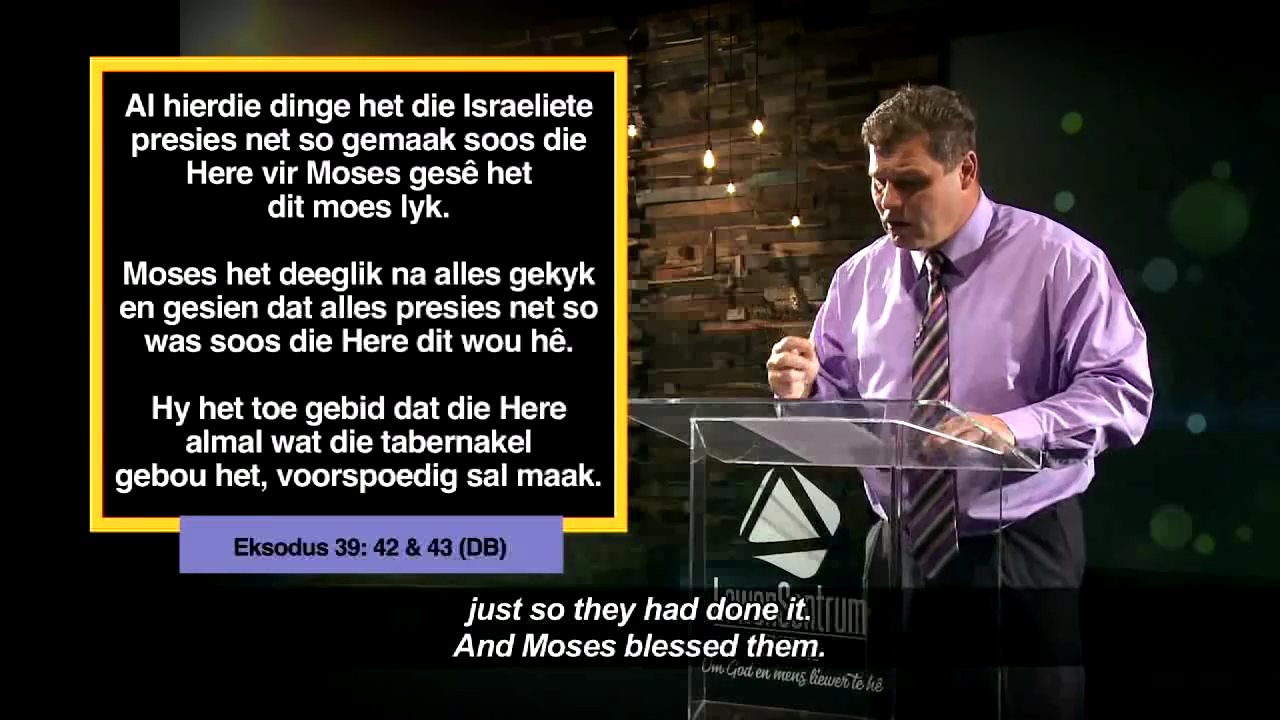 Al hierdie dinge het die Israeliete
presies net so gemaak soos die
Here vir Moses gesê het
dit moes lyk.
Moses het deeglik na alles gekyk
en gesien dat alles presies net so
was soos die Here dit wou hê.
Hy het toe gebid dat die Here
almal wat die tabernakel
gebou het, voorspoedig sal maak.
Eksodus 39: 42 & 43 (DB)
just so they had done it.
And Moses blessed them.
LewenSentrum
Om God en mens liewer te hê